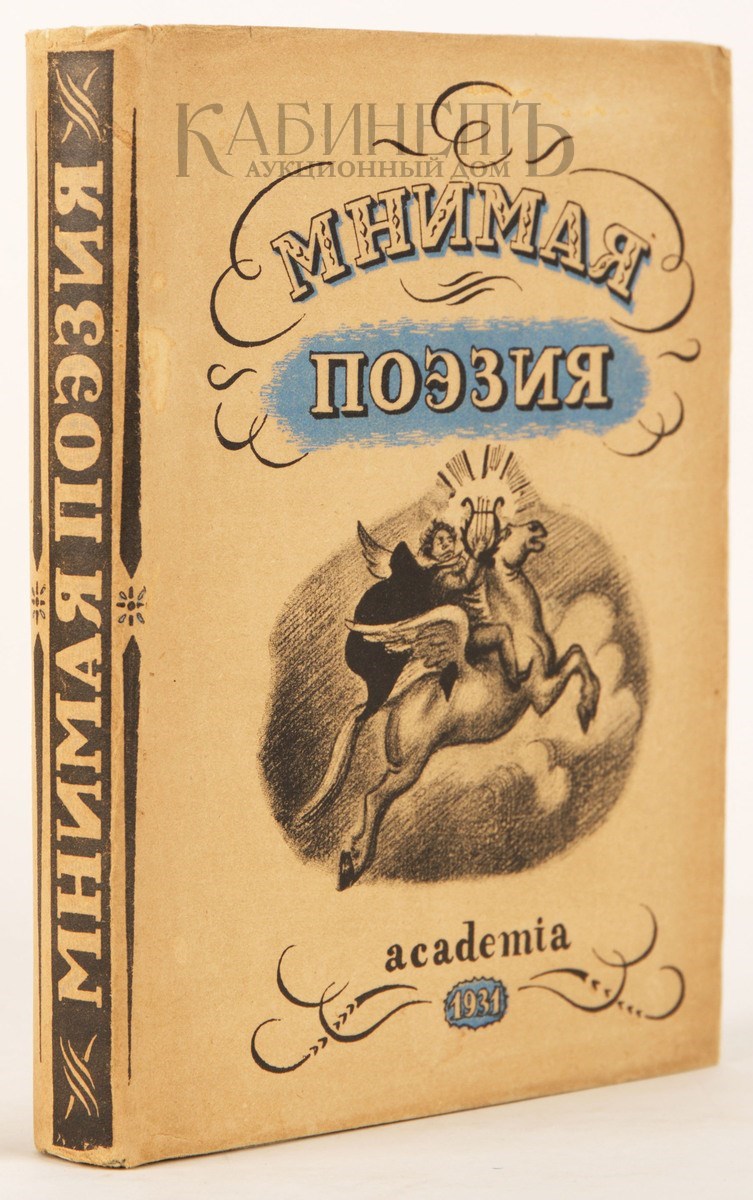 КАБИНЕТЪ
АУКЦИОННЫЙ ДОМ
МНИМАЯ
ПОЭЗИЯ
academia
1931
МНИМАЯ ПОЭЗИЯ